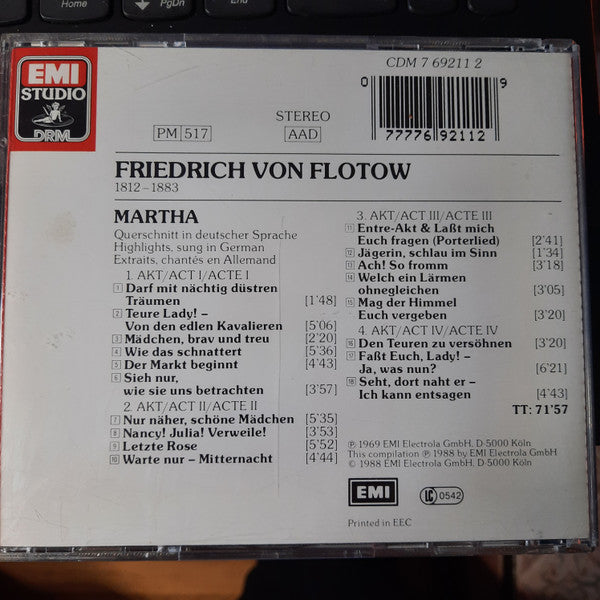 Home
PgDn
PgUp
End
EMI
STUDIO
DRM
CDM 7 69211 2
STEREO
PM 517
AAD
0 77776 92112 9
FRIEDRICH VON FLOTOW
1812–1883
MARTHA
Querschnitt in deutscher Sprache
Highlights, sung in German
Extraits, chantés en Allemand
1. AKT/ACT I/ACTE I
1 Darf mit nächtig düstren
Träumen [1'48]
2 Teure Lady! –
Von den edlen Kavalieren [5'06]
3 Mädchen, brav und treu [2'20]
4 Wie das schnattert [5'36]
5 Der Markt beginnt [4'43]
6 Sieh nur,
wie sie uns betrachten [3'57]
2. AKT/ACT II/ACTE II
7 Nur näher, schöne Mädchen [5'35]
8 Nancy! Julia! Verweile! [3'53]
9 Letzte Rose [5'52]
10 Warte nur – Mitternacht [4'44]
3. AKT/ACT III/ACTE III
11 Entre-Akt & Laßt mich
Euch fragen (Porterlied) [2'41]
12 Jägerin, schlau im Sinn [1'34]
13 Ach! So fromm [3'18]
14 Welch ein Lärmen
ohnegleichen [3'05]
15 Mag der Himmel
Euch vergeben [3'20]
4. AKT/ACT IV/ACTE IV
16 Den Teuren zu versöhnen [3'20]
17 Faßt Euch, Lady! –
Ja, was nun? [6'21]
18 Seht, dort naht er –
Ich kann entsagen [4'43]
TT: 71'57
℗ 1969 EMI Electrola GmbH, D-5000 Köln
This compilation ℗ 1988 by EMI Electrola GmbH
© 1988 EMI Electrola GmbH, D-5000 Köln
EMI
LC 0542
Printed in EEC